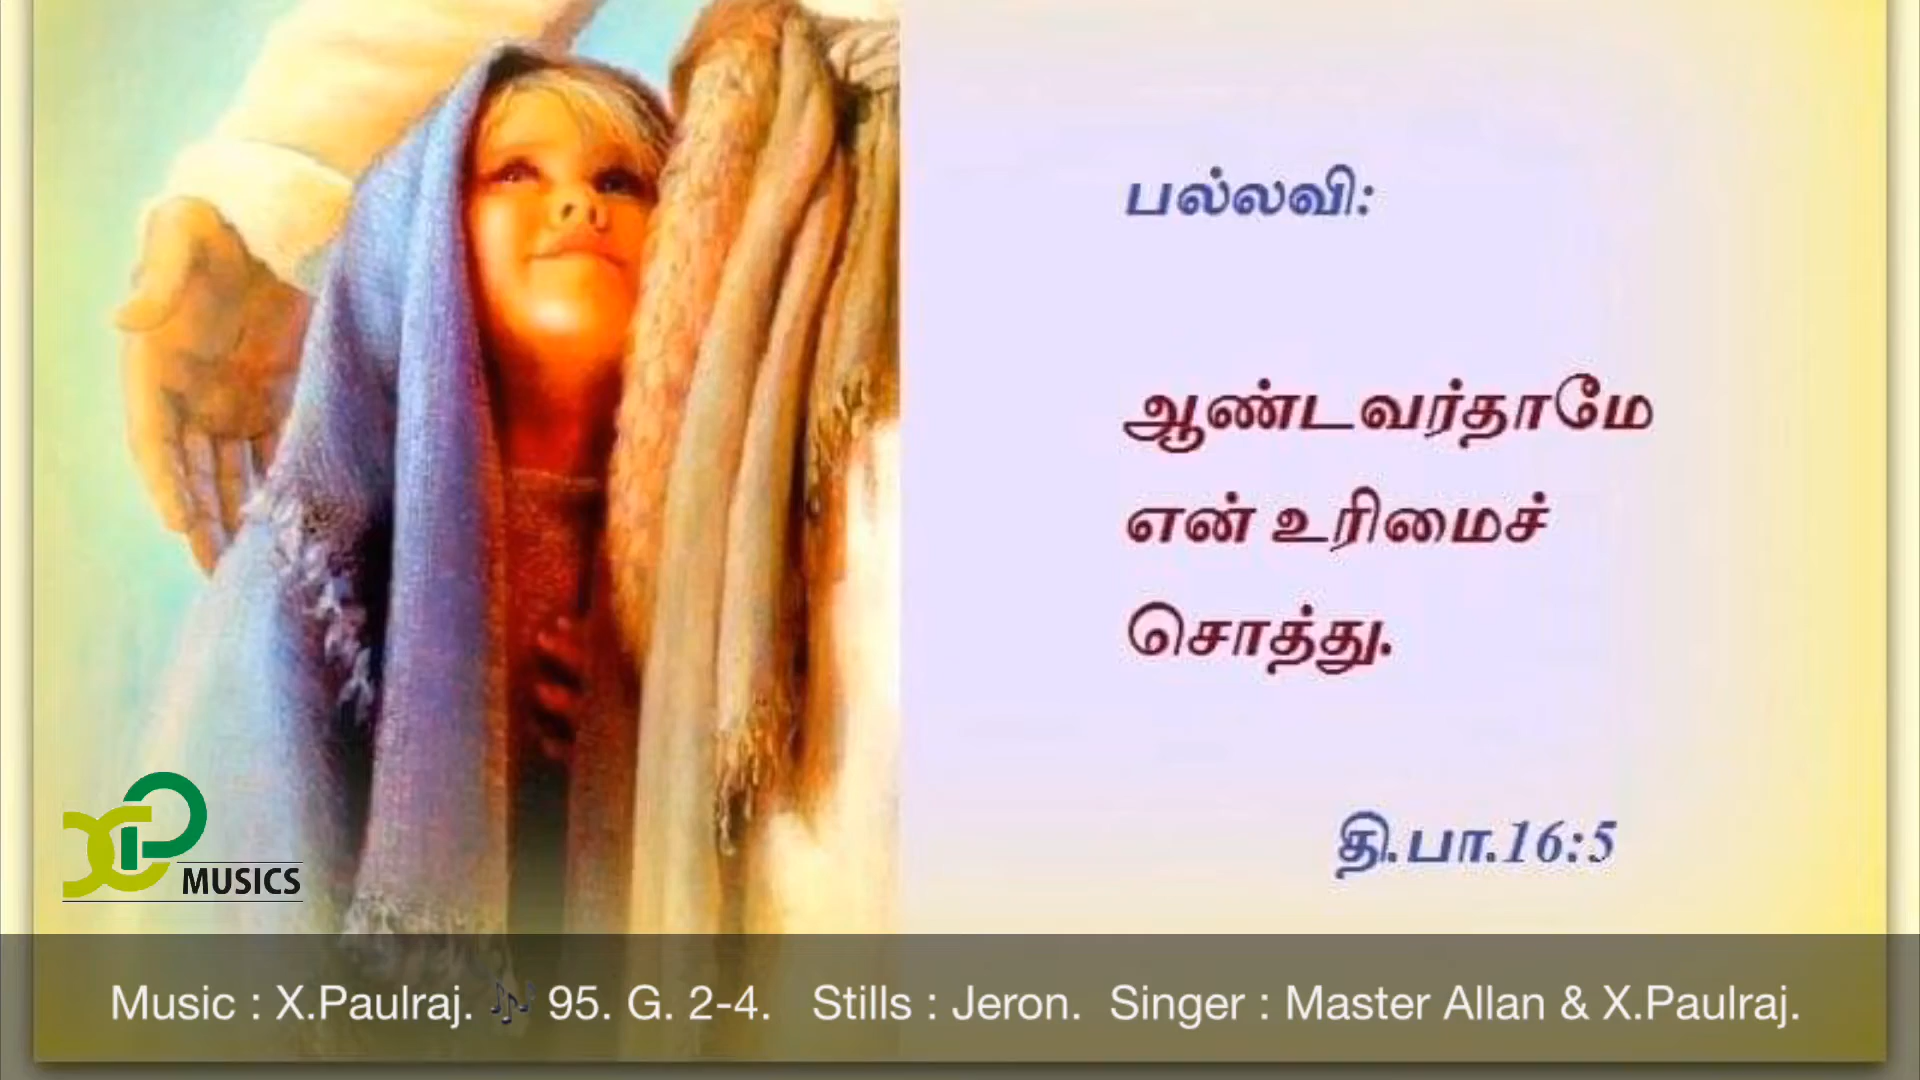 பல்லவி:
ஆண்டவர்தாமே
என் உரிமைச்
சொத்து.
தி.பா.16:5
XP
MUSICS
Music : X.Paulraj. 🎶 95. G. 2-4. Stills : Jeron. Singer : Master Allan & X.Paulraj.